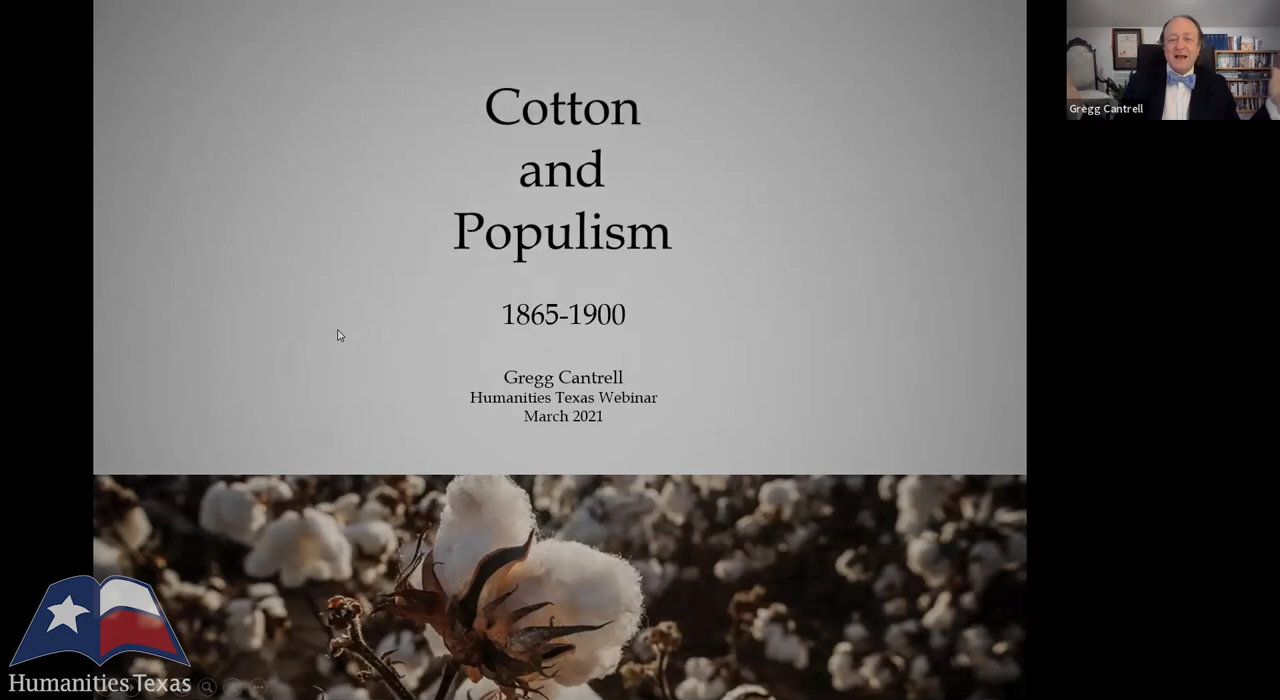 Cotton
and
Populism
1865-1900
Gregg Cantrell
Humanities Texas Webinar
March 2021
Gregg Cantrell
Humanities Texas